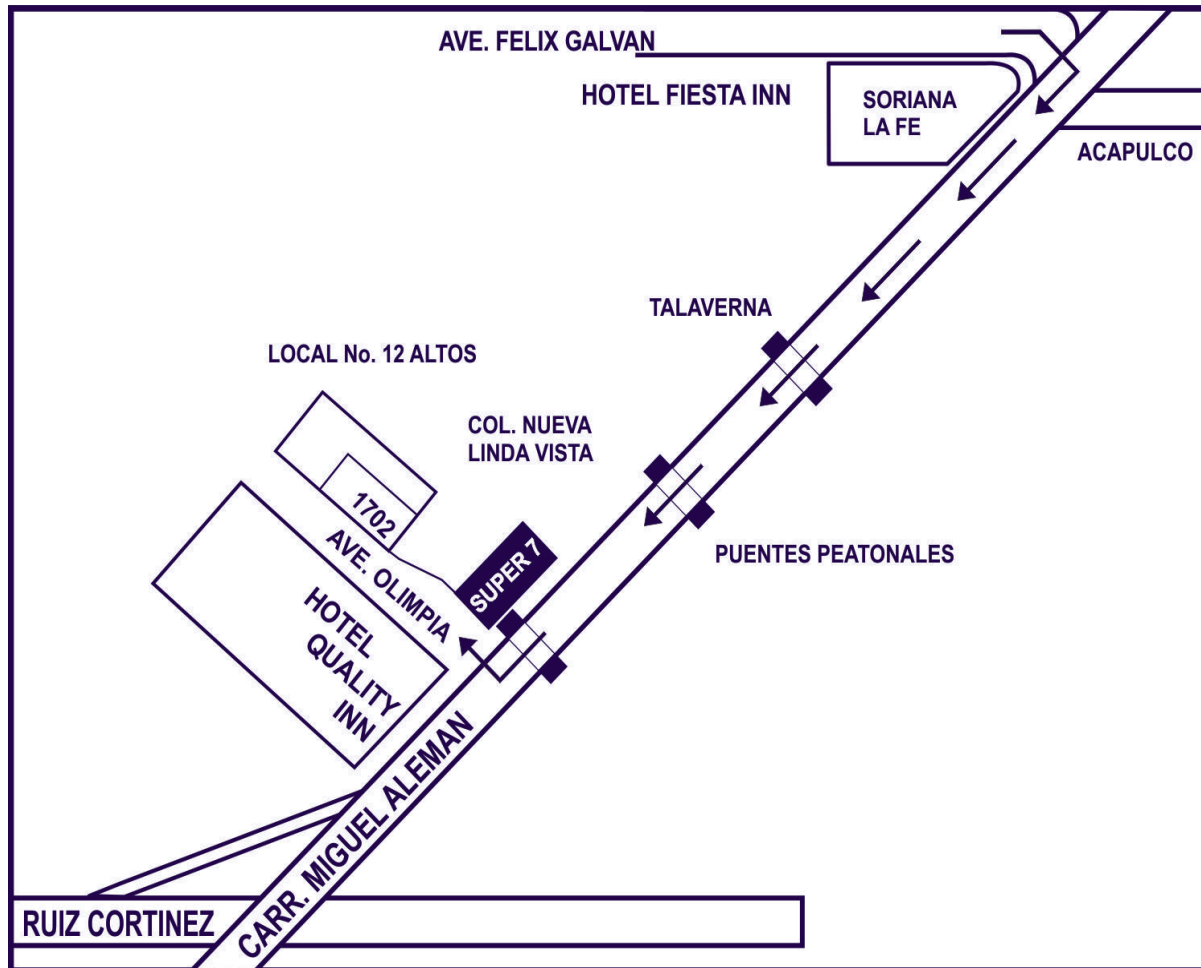 AVE. FELIX GALVAN
HOTEL FIESTA INN
SORIANA
LA FE
ACAPULCO
TALAVERNA
LOCAL No. 12 ALTOS
COL. NUEVA
LINDA VISTA
1702
AVE. OLIMPIA
SUPER 7
PUENTES PEATONALES
HOTEL
QUALITY
INN
CARR. MIGUEL ALEMAN
RUIZ CORTINEZ